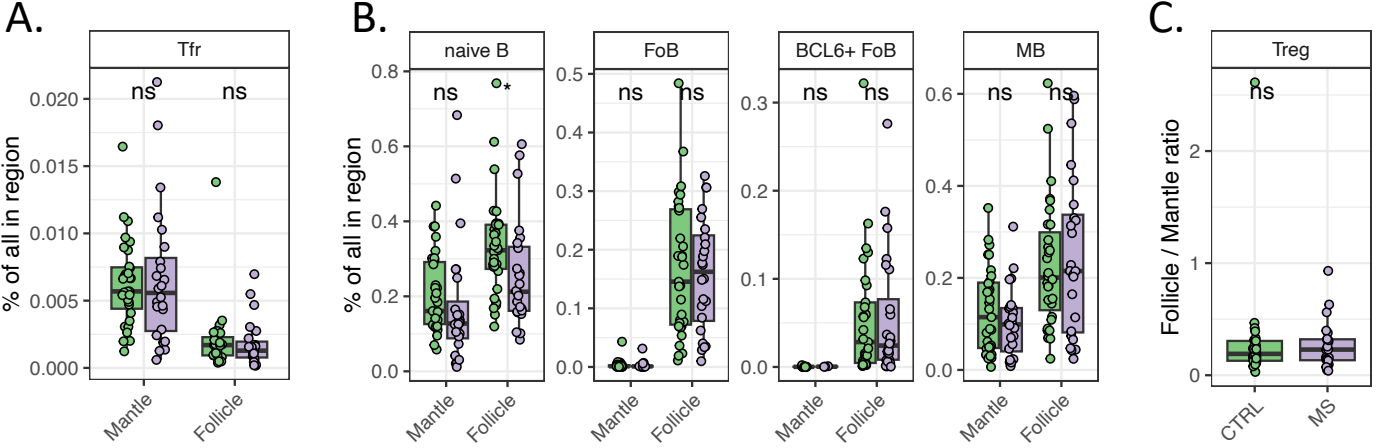 A.
Tfr
% of all in region
0.020
0.015
0.010
0.005
0.000
ns
ns
Mantle
Follicle
B.
naive B
FoB
BCL6+ FoB
MB
% of all in region
0.8
0.6
0.4
0.2
0.0
ns
*
Mantle
Follicle
0.5
0.4
0.3
0.2
0.1
0.0
ns
ns
Mantle
Follicle
0.3
0.2
0.1
0.0
ns
ns
Mantle
Follicle
0.6
0.4
0.2
0.0
ns
ns
Mantle
Follicle
C.
Treg
Follicle / Mantle ratio
2
1
0
ns
CTRL
MS